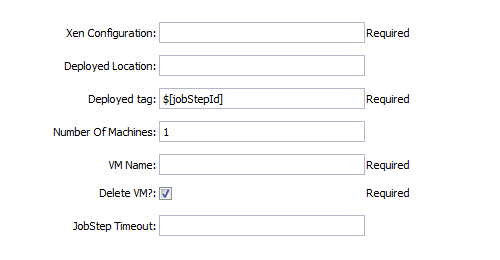 Xen Configuration: Required
Deployed Location:
Deployed tag: $[jobStepId] Required
Number Of Machines: 1
VM Name: Required
Delete VM?: Required
JobStep Timeout: